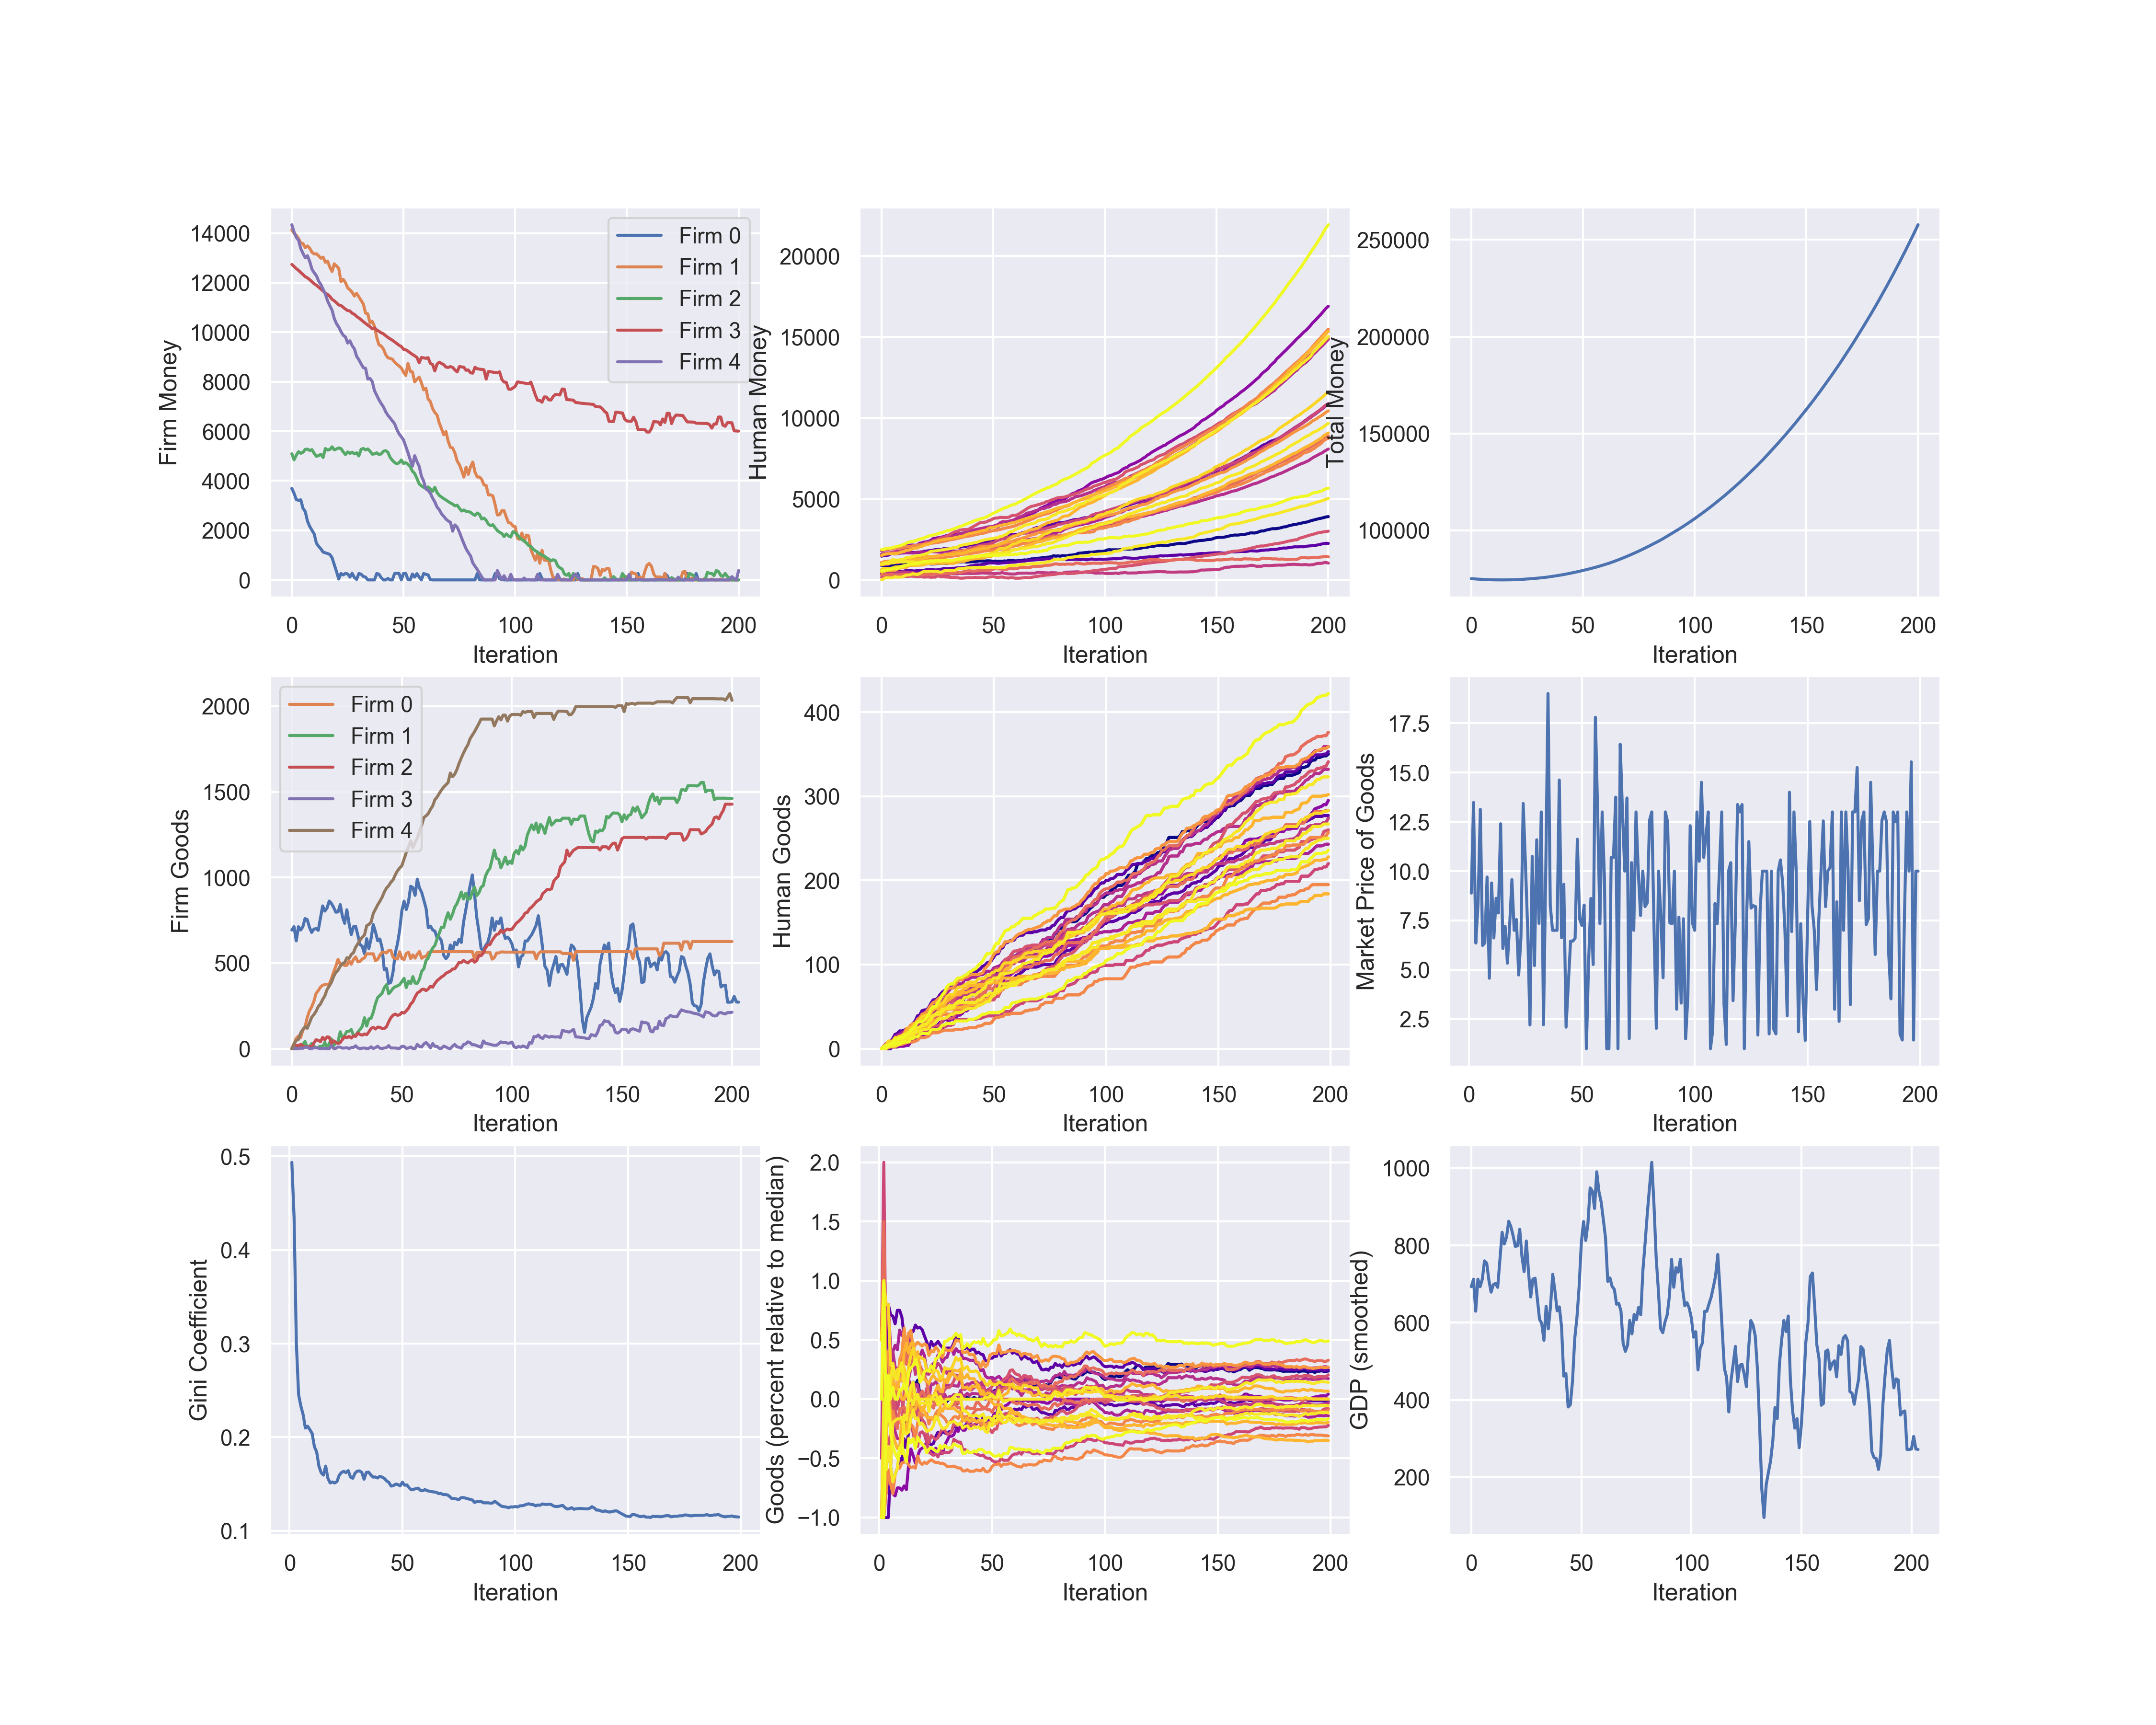 Firm Money
14000
12000
10000
8000
6000
4000
2000
0
Firm 0
Firm 1
Firm 2
Firm 3
Firm 4
0 50 100 150 200
Iteration
Human Money
20000
15000
10000
5000
0
0 50 100 150 200
Iteration
Total Money
250000
200000
150000
100000
0 50 100 150 200
Iteration
Firm Goods
2000
1500
1000
500
0
Firm 0
Firm 1
Firm 2
Firm 3
Firm 4
0 50 100 150 200
Iteration
Human Goods
400
300
200
100
0
0 50 100 150 200
Iteration
Market Price of Goods
17.5
15.0
12.5
10.0
7.5
5.0
2.5
0 50 100 150 200
Iteration
Gini Coefficient
0.5
0.4
0.3
0.2
0.1
0 50 100 150 200
Iteration
Goods (percent relative to median)
2.0
1.5
1.0
0.5
0.0
−0.5
−1.0
0 50 100 150 200
Iteration
GDP (smoothed)
1000
800
600
400
200
0 50 100 150 200
Iteration